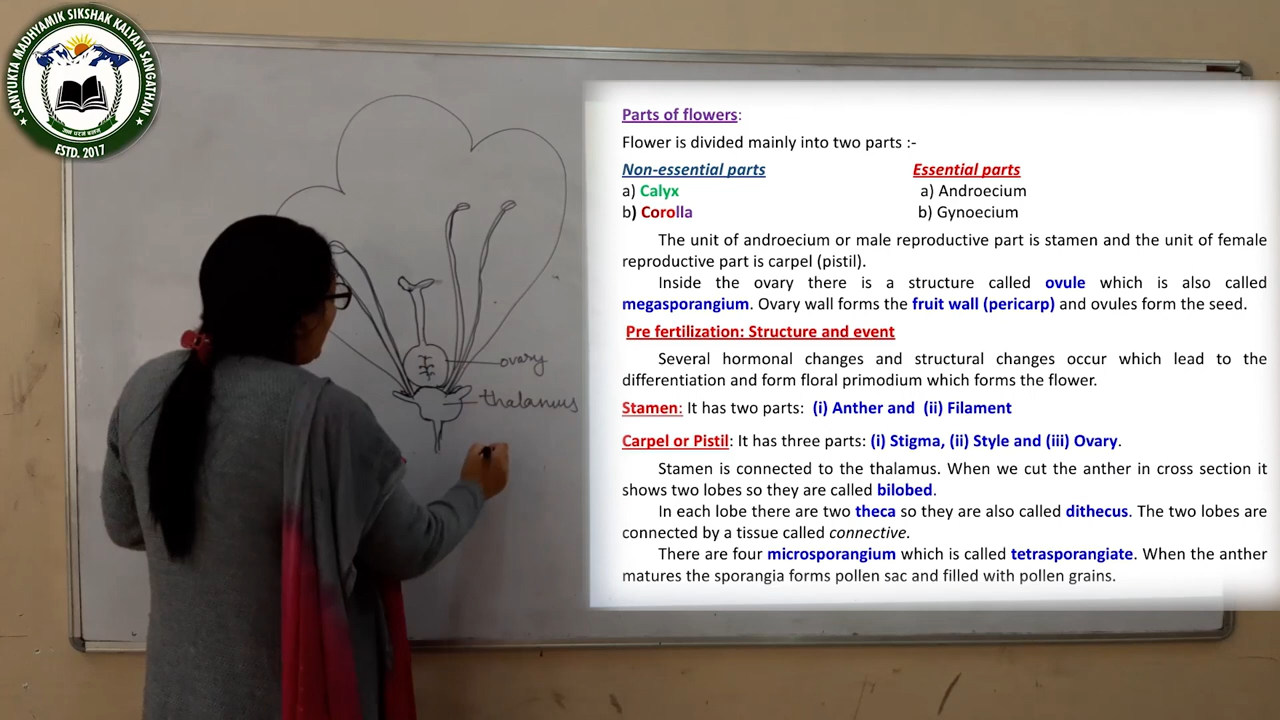 SANYUKTA MADHYAMIK SIKSHAK KALYAN SANGATHAN
ESTD. 2017
ovary
thalamus
Parts of flowers:
Flower is divided mainly into two parts :-
Non-essential parts Essential parts
a) Calyx a) Androecium
b) Corolla b) Gynoecium
The unit of androecium or male reproductive part is stamen and the unit of female
reproductive part is carpel (pistil).
Inside the ovary there is a structure called ovule which is also called
megasporangium. Ovary wall forms the fruit wall (pericarp) and ovules form the seed.
Pre fertilization: Structure and event
Several hormonal changes and structural changes occur which lead to the
differentiation and form floral primodium which forms the flower.
Stamen: It has two parts: (i) Anther and (ii) Filament
Carpel or Pistil: It has three parts: (i) Stigma, (ii) Style and (iii) Ovary.
Stamen is connected to the thalamus. When we cut the anther in cross section it
shows two lobes so they are called bilobed.
In each lobe there are two theca so they are also called dithecus. The two lobes are
connected by a tissue called connective.
There are four microsporangium which is called tetrasporangiate. When the anther
matures the sporangia forms pollen sac and filled with pollen grains.